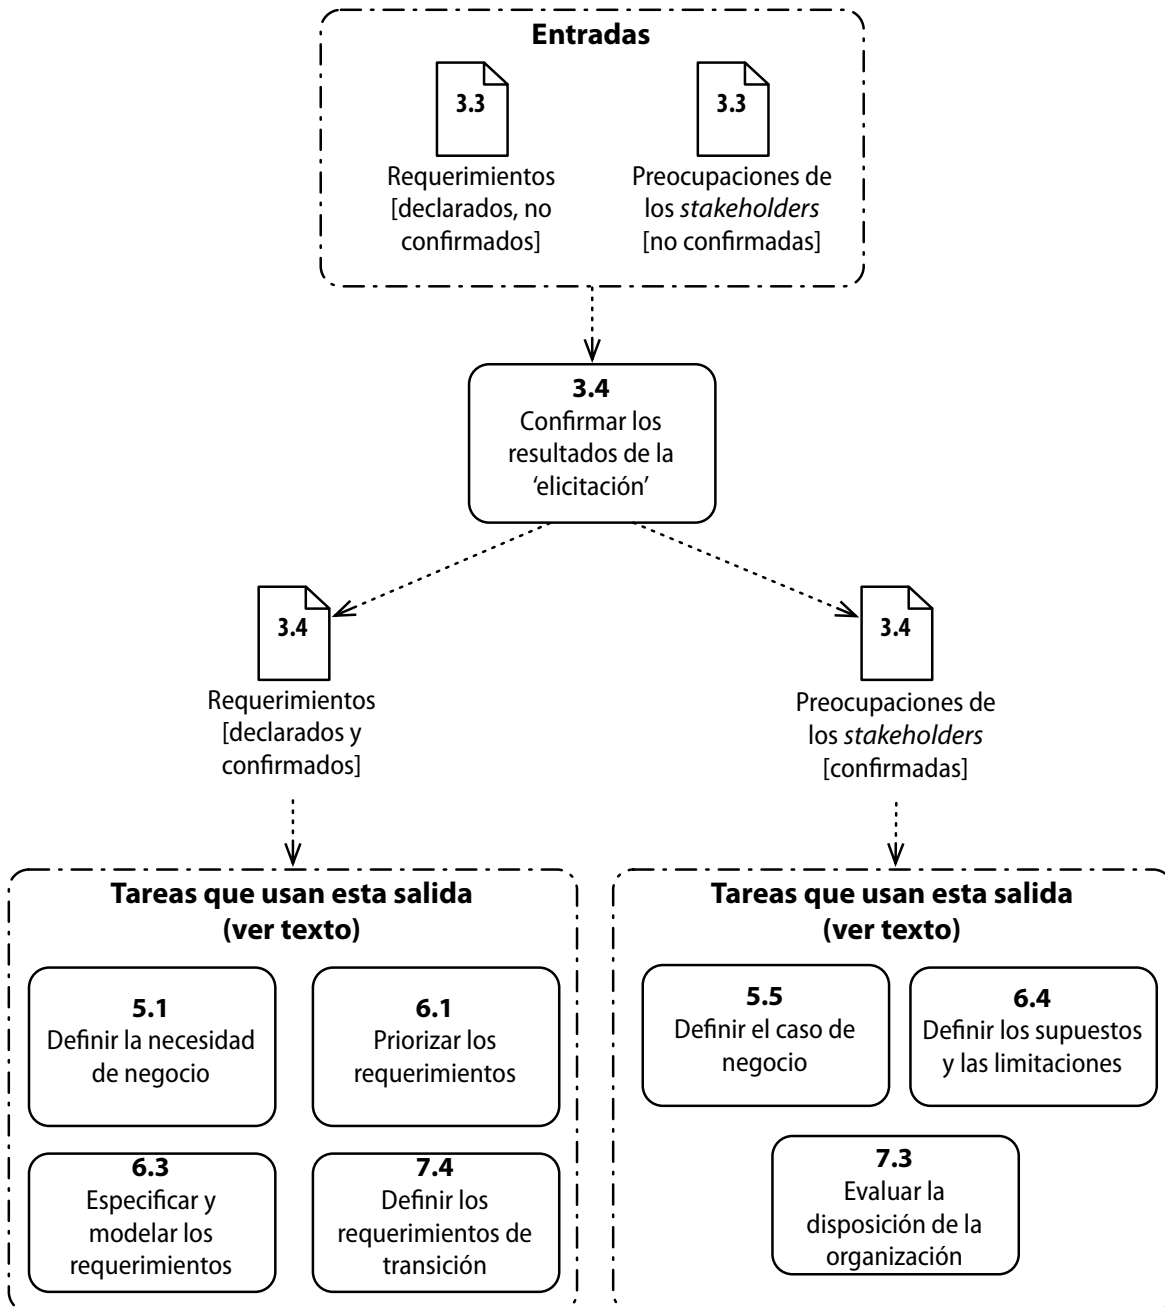 Entradas
3.3
Requerimientos
[declarados, no
confirmados]
3.3
Preocupaciones de
los stakeholders
[no confirmadas]
3.4
Confirmar los
resultados de la
‘elicitación’
3.4
Requerimientos
[declarados y
confirmados]
3.4
Preocupaciones de
los stakeholders
[confirmadas]
Tareas que usan esta salida
(ver texto)
5.1
Definir la necesidad
de negocio
6.1
Priorizar los
requerimientos
6.3
Especificar y
modelar los
requerimientos
7.4
Definir los
requerimientos de
transición
Tareas que usan esta salida
(ver texto)
5.5
Definir el caso de
negocio
6.4
Definir los supuestos
y las limitaciones
7.3
Evaluar la
disposición de la
organización